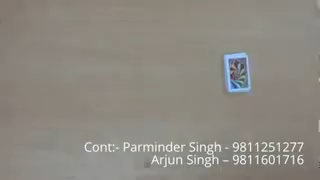 Cont:- Parminder Singh - 9811251277
Arjun Singh – 9811601716